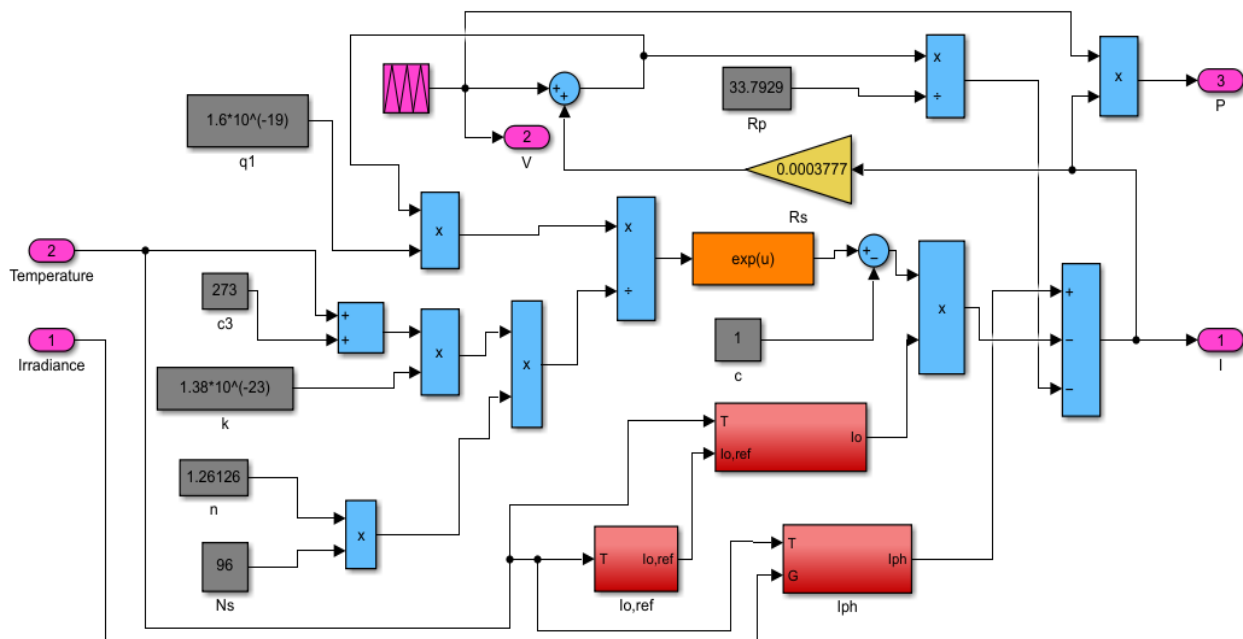 33.7929
Rp
x
÷
x
3
P
1.6*10^(-19)
q1
+
+
2
V
0.0003777
Rs
x
x
÷
2
Temperature
exp(u)
+
−
273
c3
+
+
x
x
x
1
c
+
−
−
1
Irradiance
1
I
1.38*10^(-23)
k
T
Io,ref
Io
1.26126
n
x
96
Ns
T
Io,ref
Io,ref
T
G
Iph
Iph